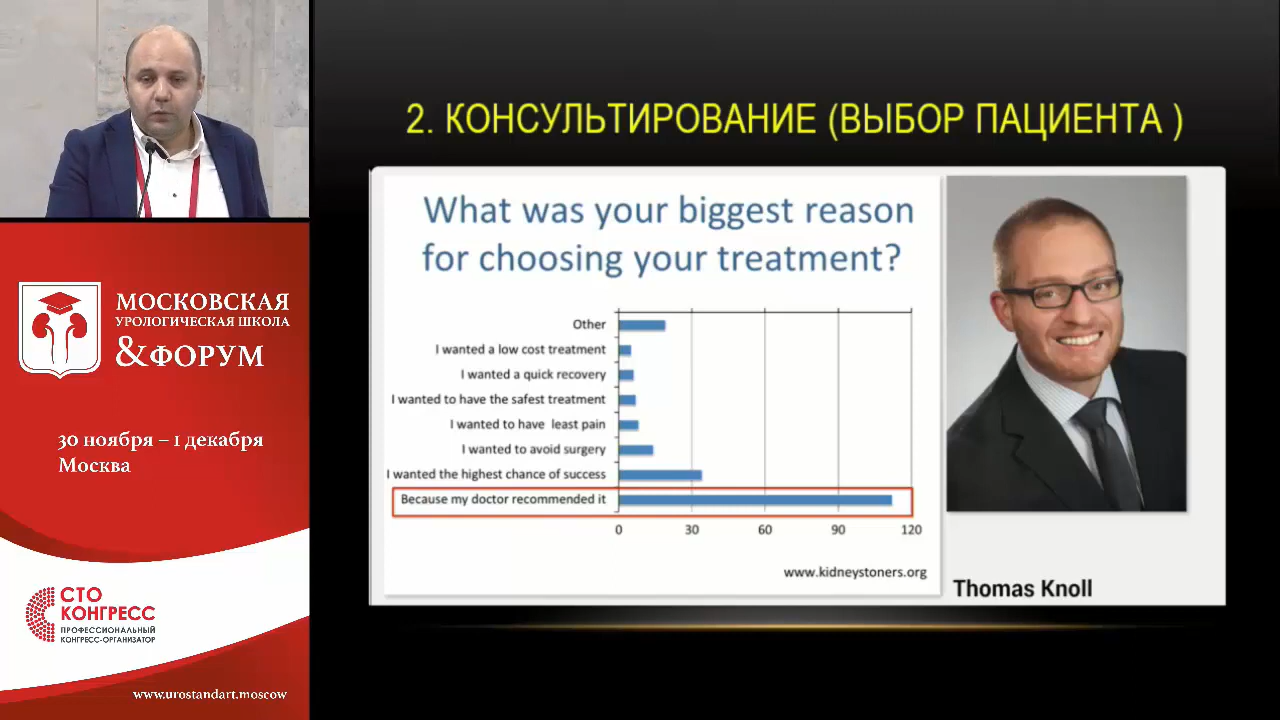 2. КОНСУЛЬТИРОВАНИЕ (ВЫБОР ПАЦИЕНТА )
What was your biggest reason
for choosing your treatment?
Other
I wanted a low cost treatment
I wanted a quick recovery
I wanted to have the safest treatment
I wanted to have least pain
I wanted to avoid surgery
I wanted the highest chance of success
Because my doctor recommended it
0 30 60 90 120
www.kidneystoners.org
Thomas Knoll
МОСКОВСКАЯ
УРОЛОГИЧЕСКАЯ ШКОЛА
&ФОРУМ
30 ноября – 1 декабря
Москва
СТО
КОНГРЕСС
ПРОФЕССИОНАЛЬНЫЙ
КОНГРЕСС-ОРГАНИЗАТОР
www.urostandart.moscow